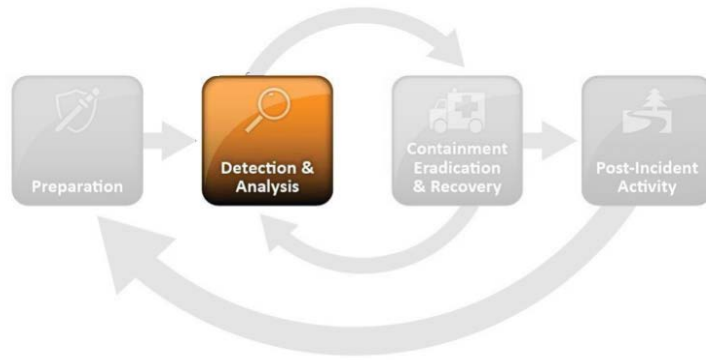 Preparation
Detection &
Analysis
Containment
Eradication
& Recovery
Post-Incident
Activity